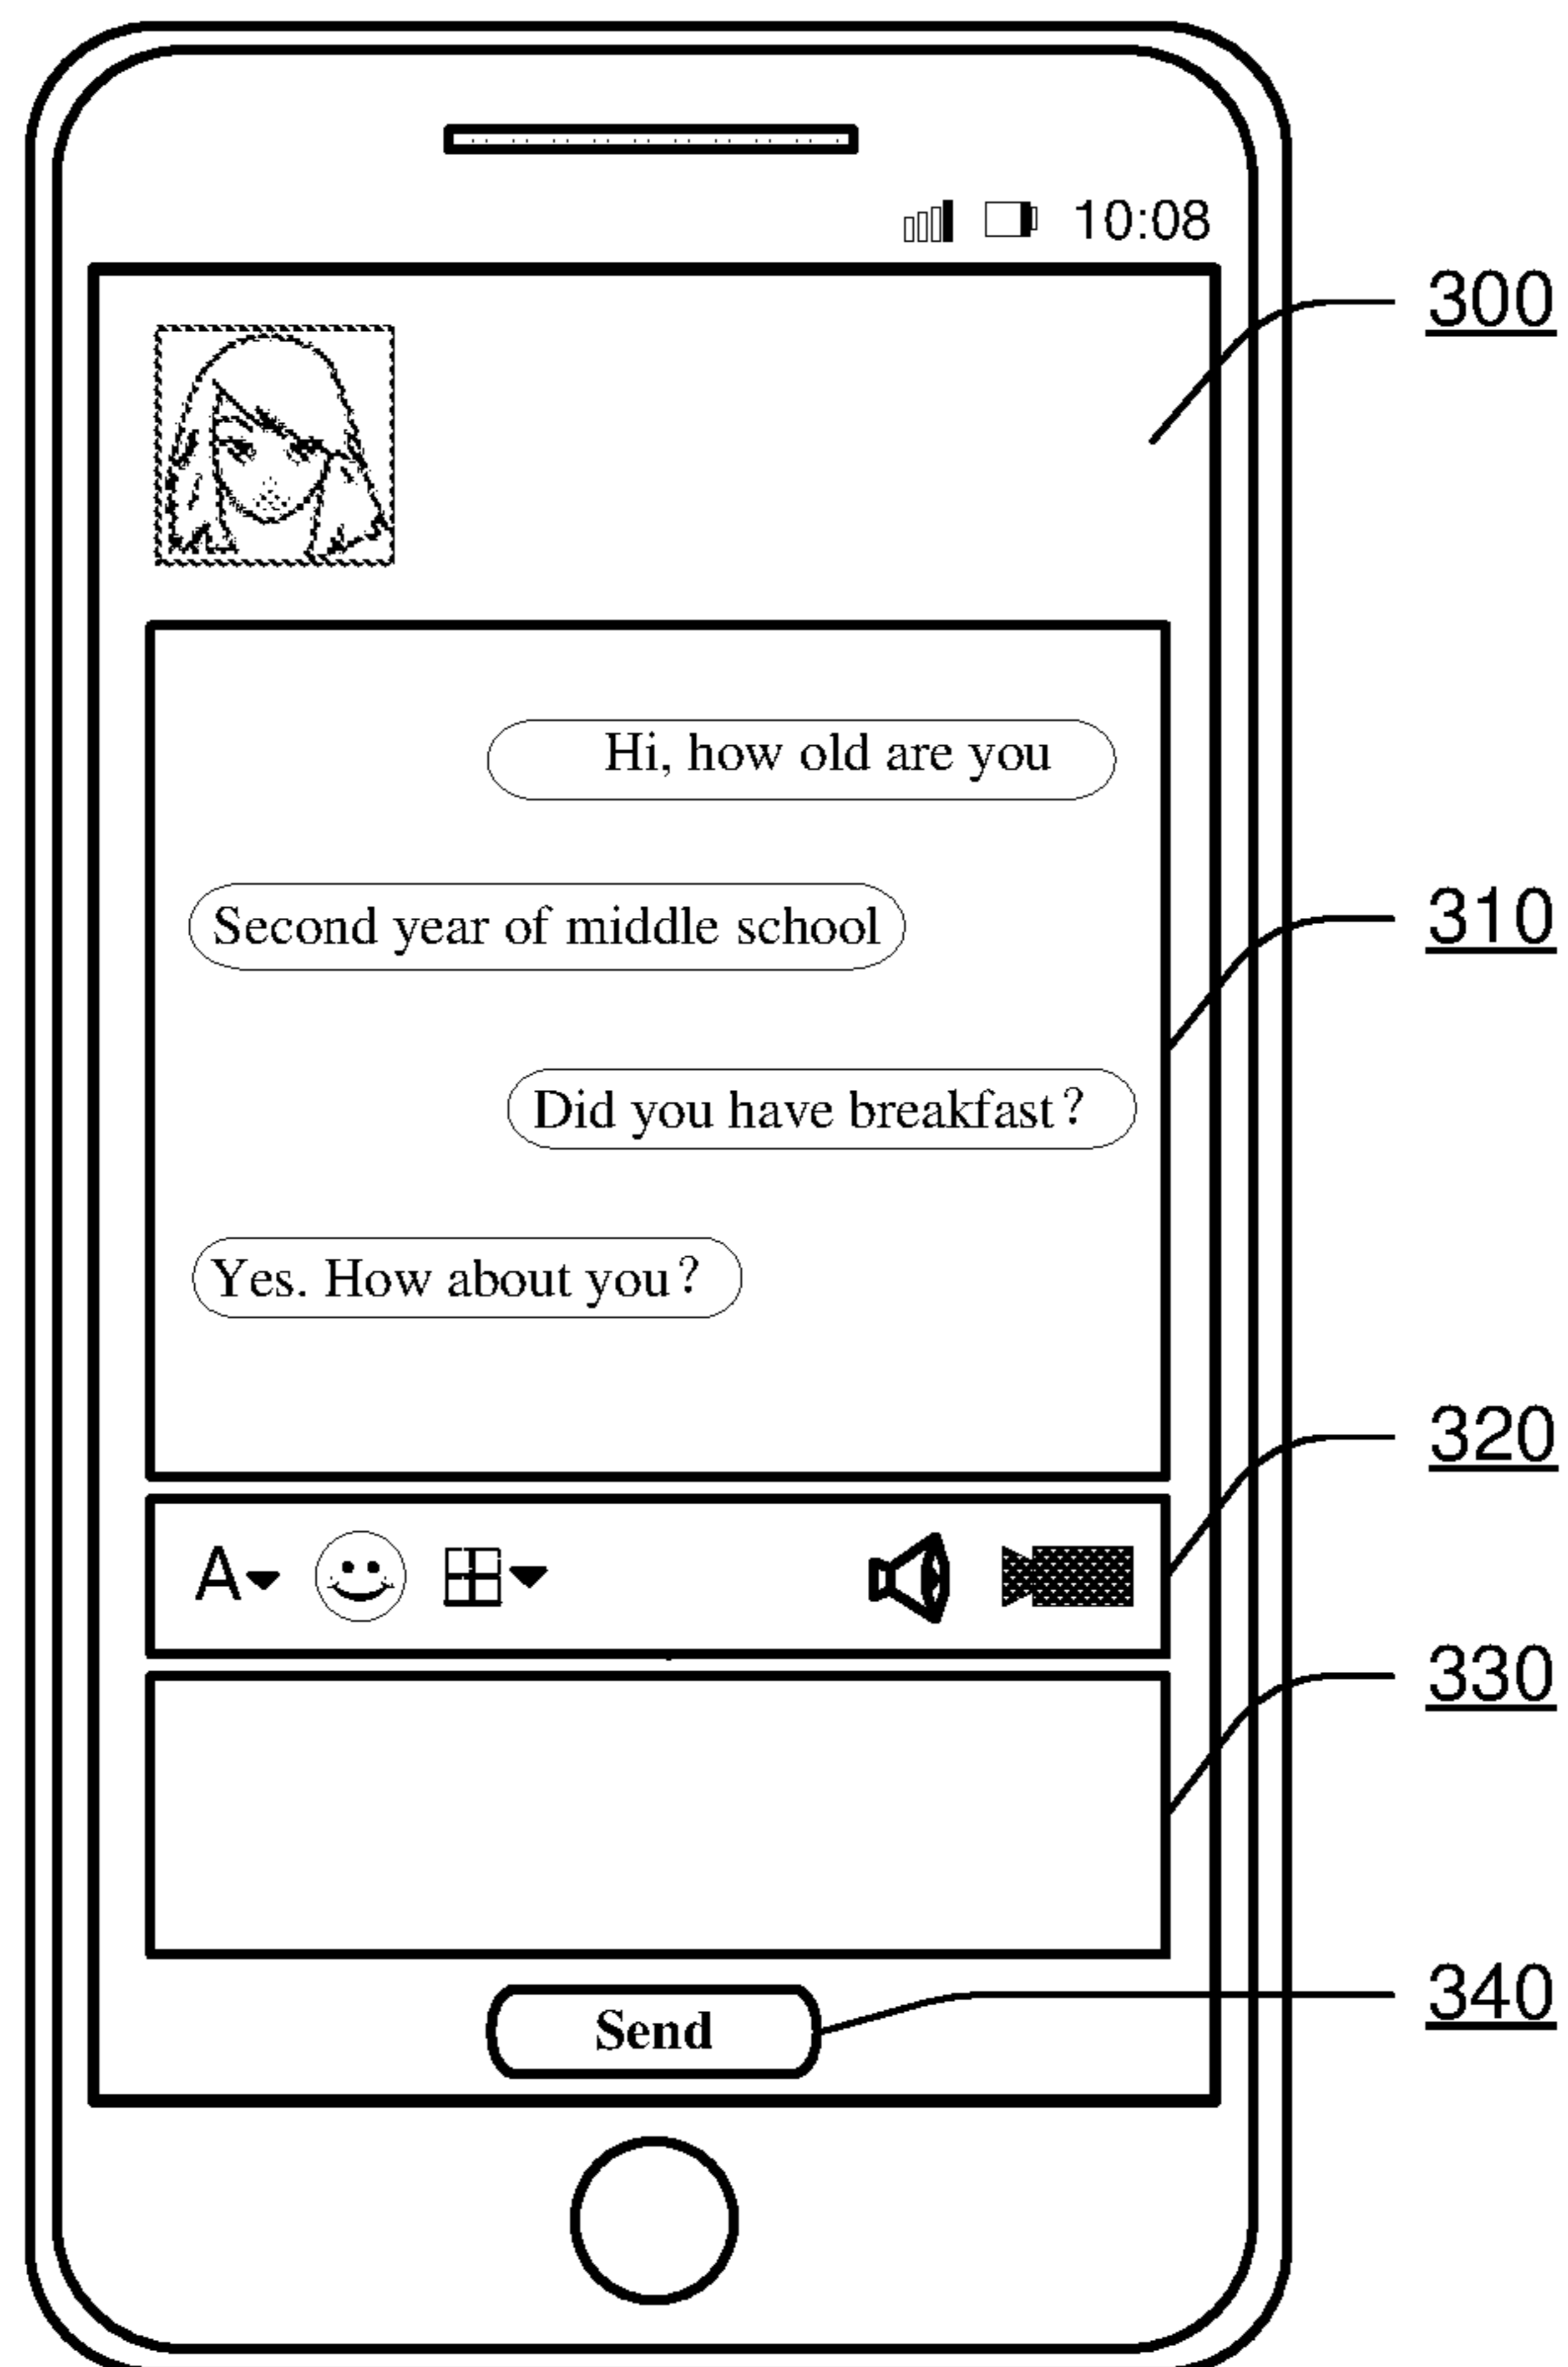 10:08
300
Hi, how old are you
310
Second year of middle school
Did you have breakfast?
Yes. How about you?
320
A
330
340
Send